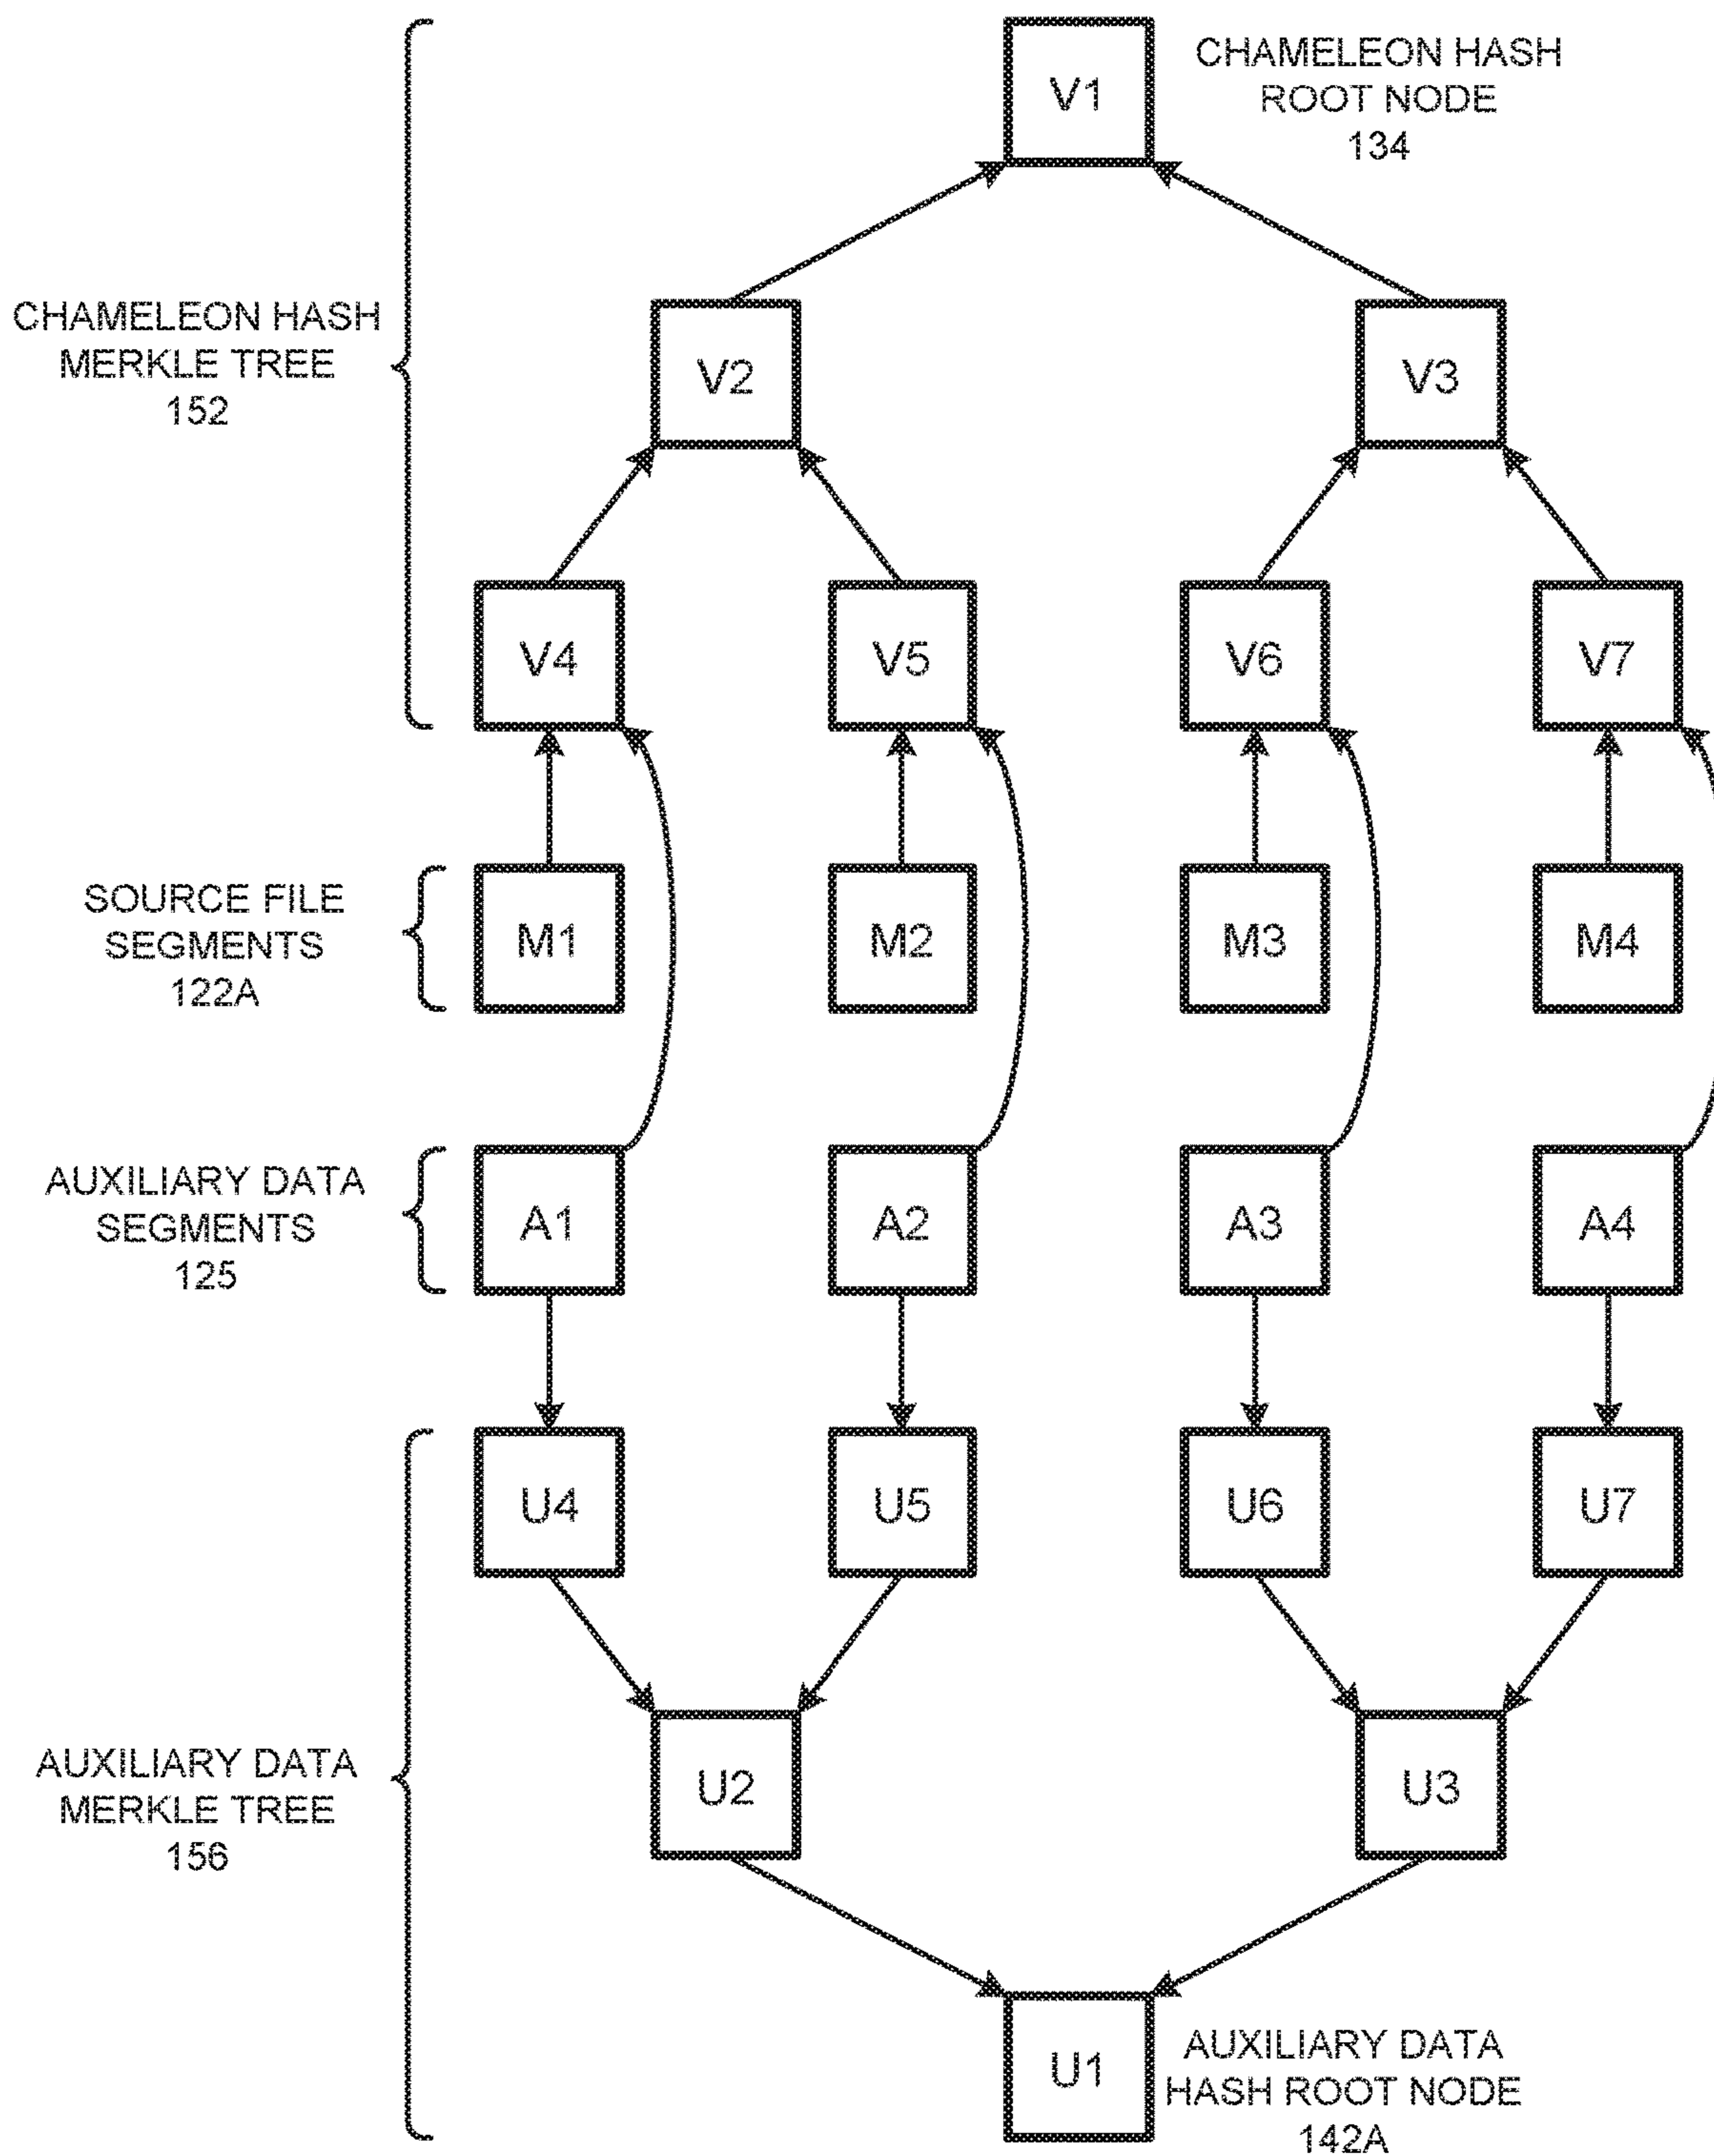 V1
CHAMELEON HASH
ROOT NODE
134
CHAMELEON HASH
MERKLE TREE
152
V2
V3
V4
V5
V6
V7
SOURCE FILE
SEGMENTS
122A
M1
M2
M3
M4
AUXILIARY DATA
SEGMENTS
125
A1
A2
A3
A4
U4
U5
U6
U7
AUXILIARY DATA
MERKLE TREE
156
U2
U3
U1
AUXILIARY DATA
HASH ROOT NODE
142A